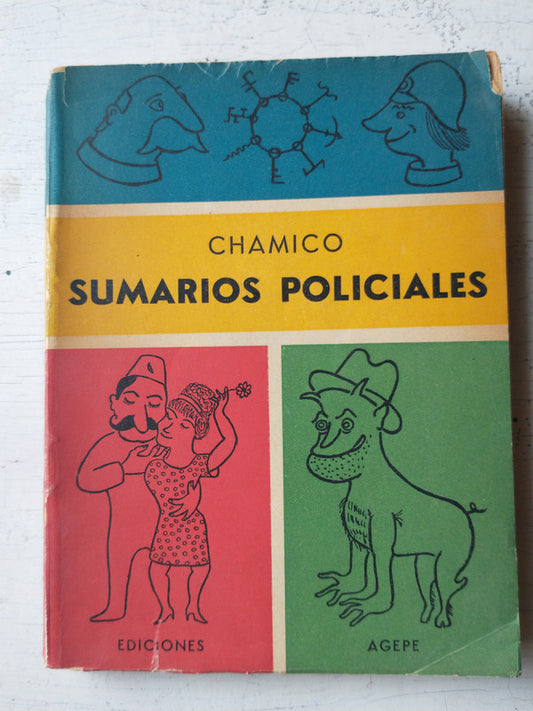 CHAMICO
SUMARIOS POLICIALES
EDICIONES
AGEPE